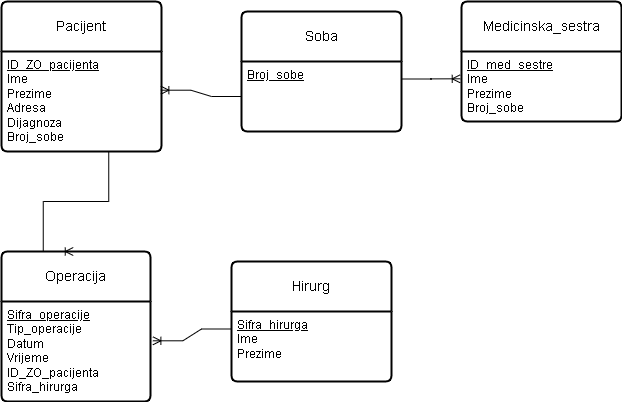 Pacijent
ID_ZO_pacijenta
Ime
Prezime
Adresa
Dijagnoza
Broj_sobe
Soba
Broj_sobe
Medicinska_sestra
ID_med_sestre
Ime
Prezime
Broj_sobe
Operacija
Sifra_operacije
Tip_operacije
Datum
Vrijeme
ID_ZO_pacijenta
Sifra_hirurga
Hirurg
Sifra_hirurga
Ime
Prezime